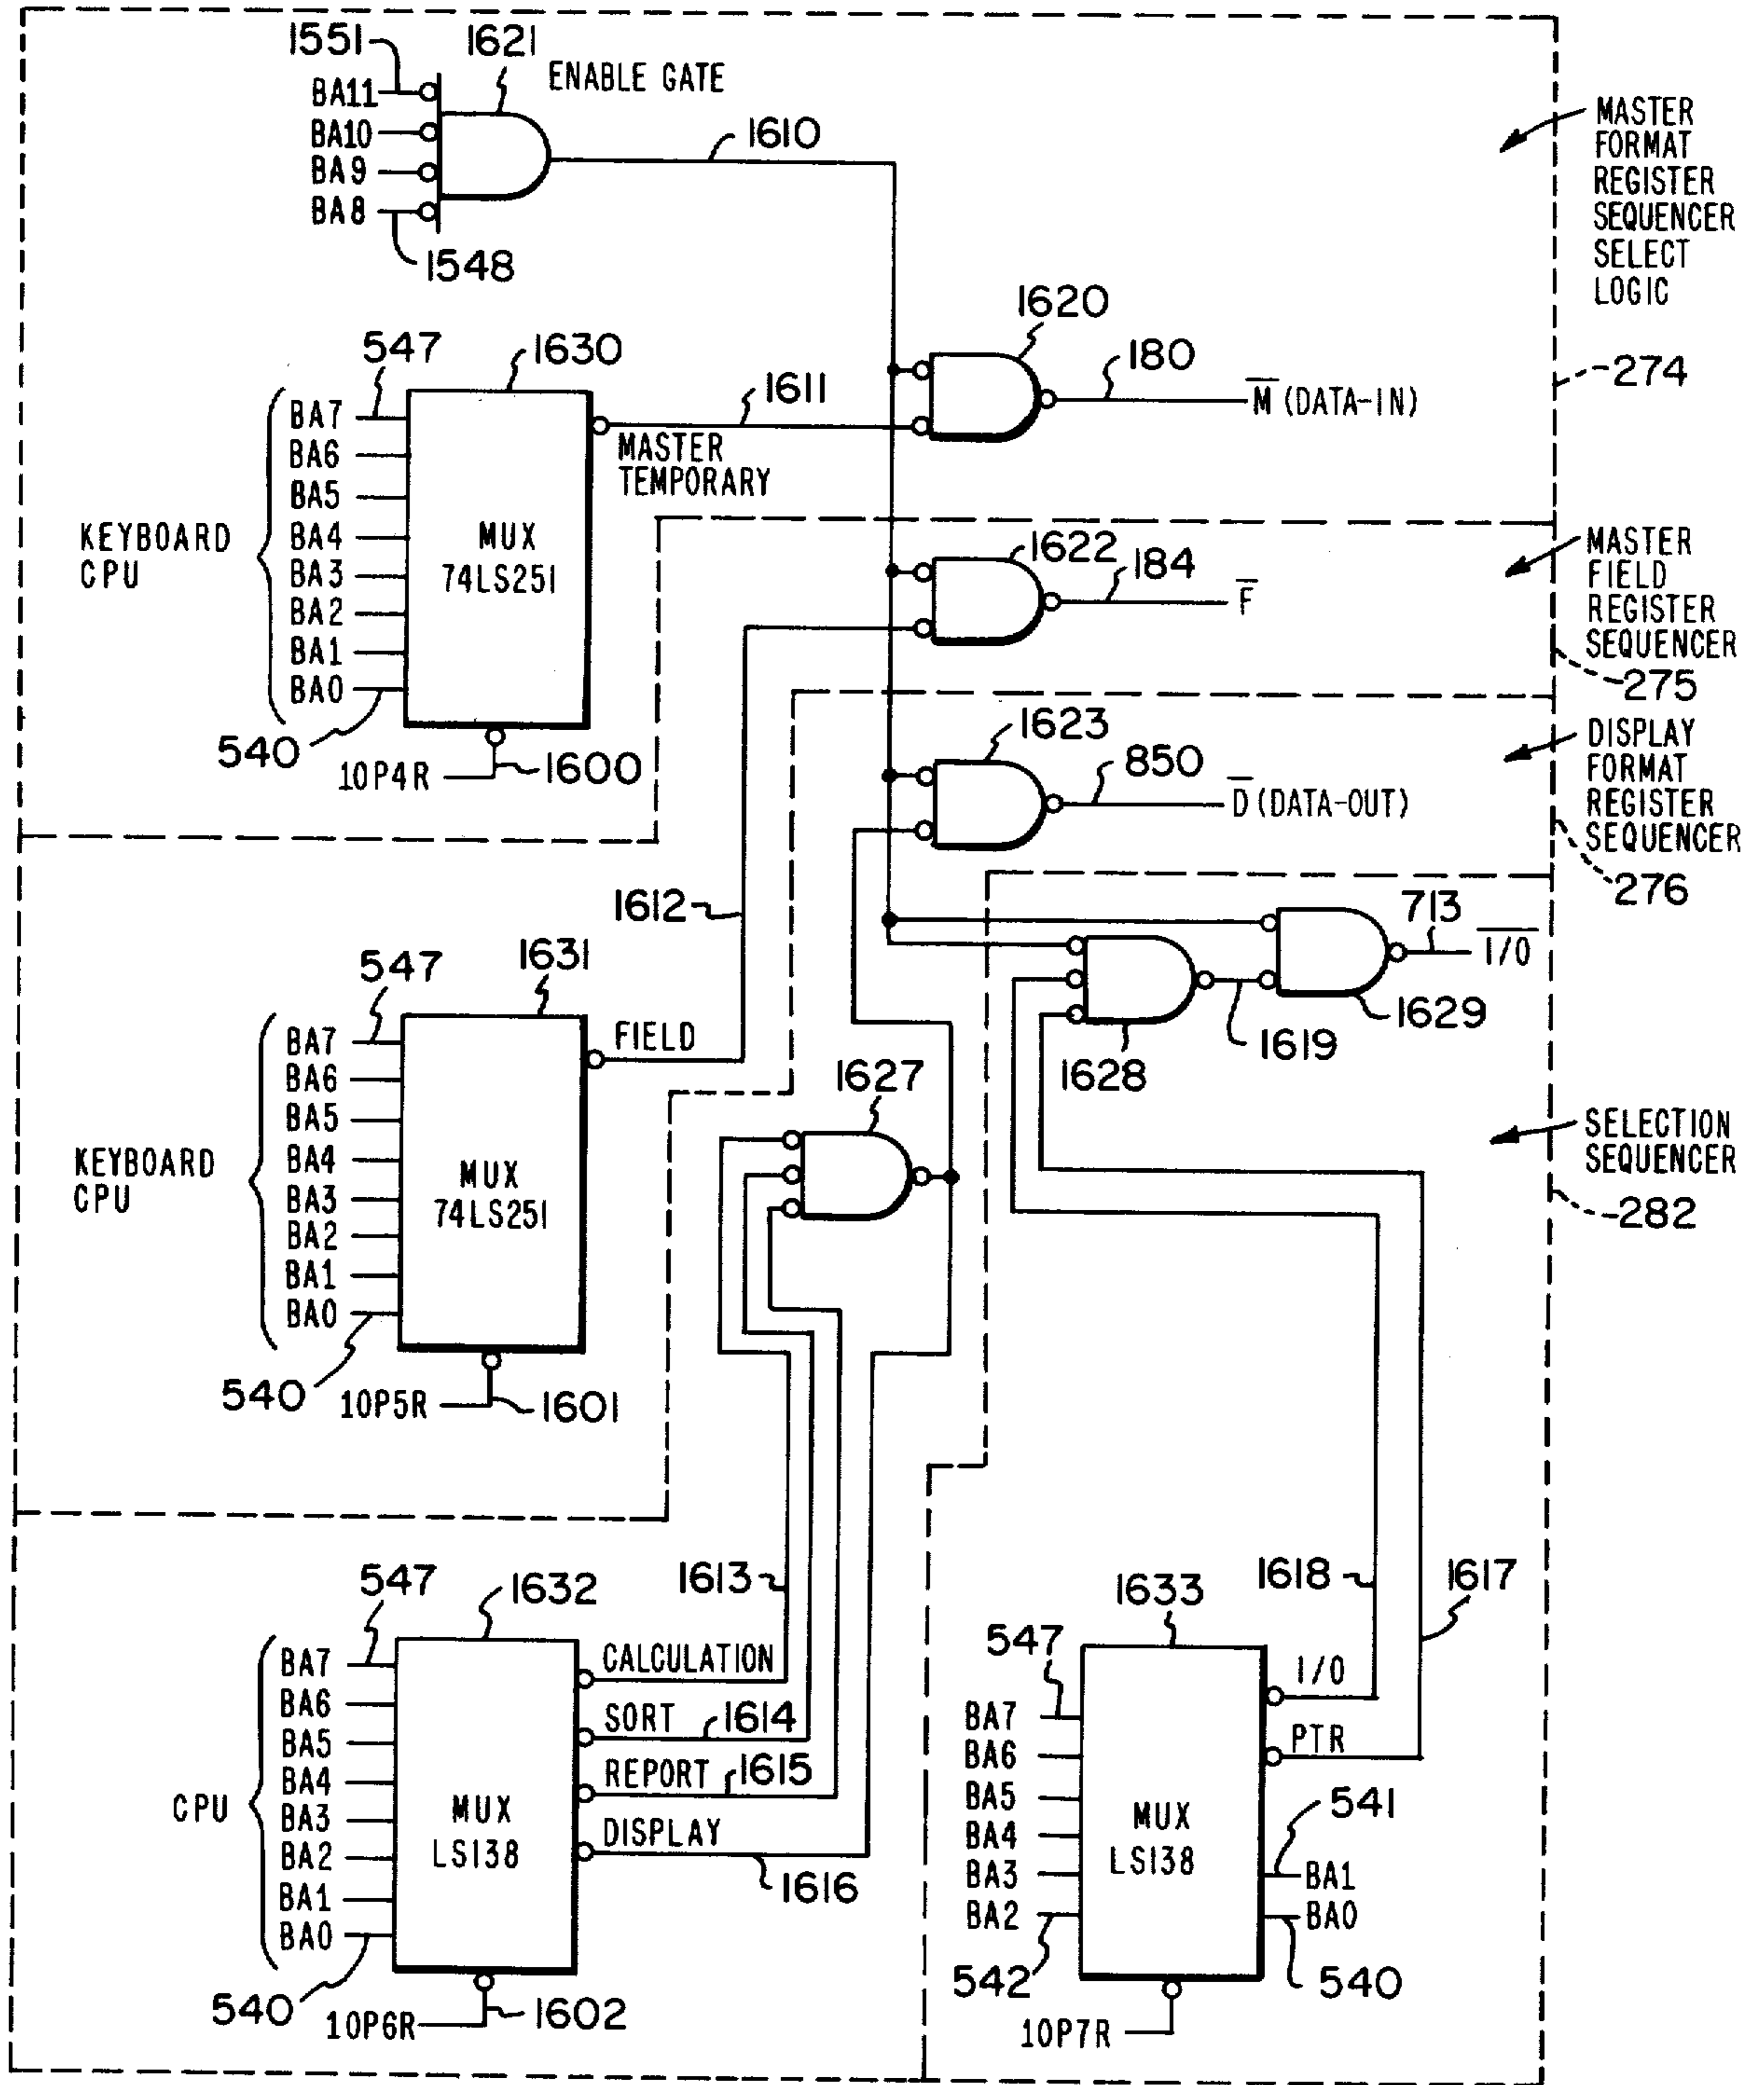 1551
1621
ENABLE GATE
BA11
BA10
BA9
BA8
1548
1610
MASTER
FORMAT
REGISTER
SEQUENCER
SELECT
LOGIC
274
547
1630
1611
1620
180
M̅ (DATA-IN)
KEYBOARD
CPU
BA7
BA6
BA5
BA4
BA3
BA2
BA1
BA0
MUX
74LS251
MASTER
TEMPORARY
540
10P4R
1600
1622
184
F̅
MASTER
FIELD
REGISTER
SEQUENCER
275
1623
850
D̅ (DATA-OUT)
DISPLAY
FORMAT
REGISTER
SEQUENCER
276
1612
547
1631
FIELD
KEYBOARD
CPU
BA7
BA6
BA5
BA4
BA3
BA2
BA1
BA0
MUX
74LS251
540
10P5R
1601
1627
713
I̅/̅O̅
1628
1619
1629
SELECTION
SEQUENCER
282
547
1632
1613
CPU
BA7
BA6
BA5
BA4
BA3
BA2
BA1
BA0
MUX
LS138
CALCULATION
SORT
1614
REPORT
1615
DISPLAY
1616
540
10P6R
1602
1618
1617
1633
547
BA7
BA6
BA5
BA4
BA3
BA2
MUX
LS138
I/O
PTR
541
BA1
BA0
542
540
10P7R